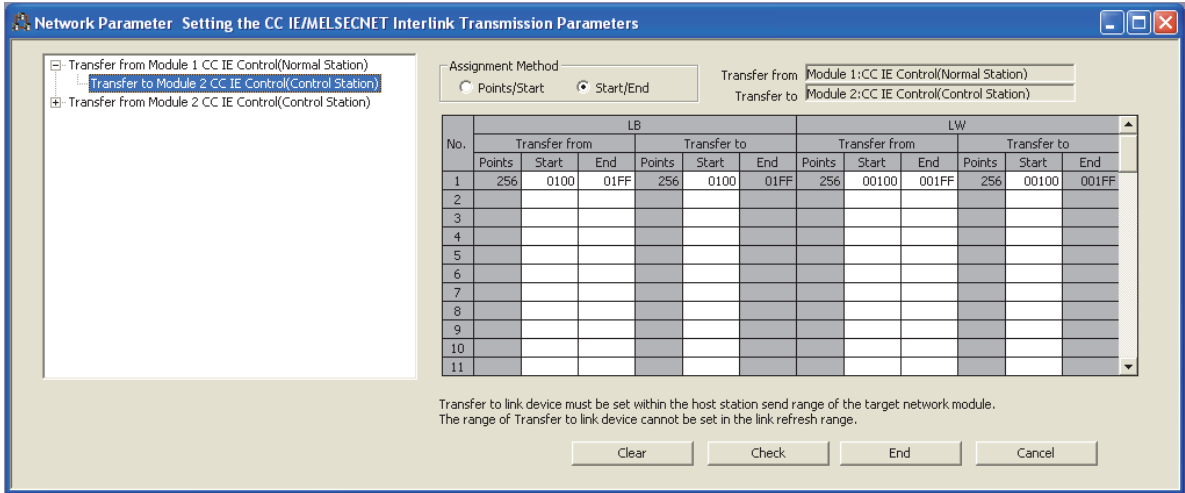 Network Parameter Setting the CC IE/MELSECNET Interlink Transmission Parameters
Transfer from Module 1 CC IE Control(Normal Station)
Transfer to Module 2 CC IE Control(Control Station)
Transfer from Module 2 CC IE Control(Control Station)
Assignment Method
Points/Start Start/End
Transfer from Module 1:CC IE Control(Normal Station)
Transfer to Module 2:CC IE Control(Control Station)
LB LW
No. Transfer from Transfer to Transfer from Transfer to
Points Start End Points Start End Points Start End Points Start End
1 256 0100 01FF 256 0100 01FF 256 00100 001FF 256 00100 001FF
2
3
4
5
6
7
8
9
10
11
Transfer to link device must be set within the host station send range of the target network module.
The range of Transfer to link device cannot be set in the link refresh range.
Clear Check End Cancel